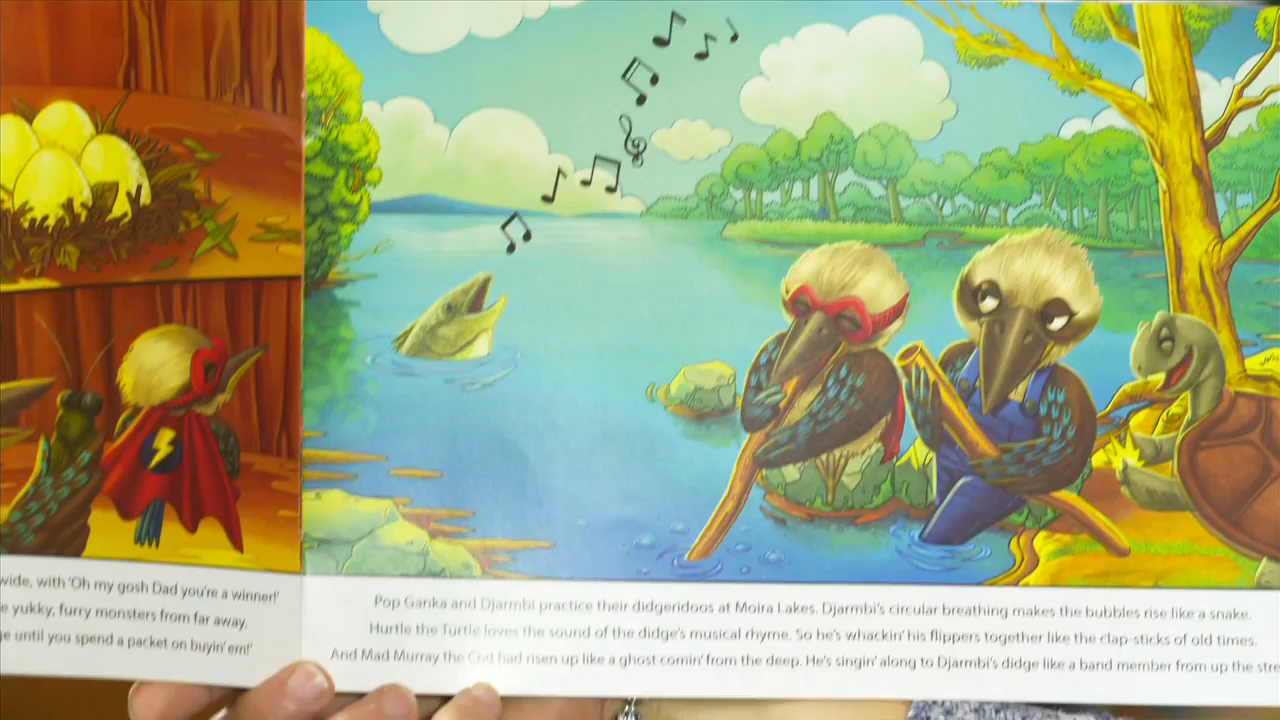 wide, with 'Oh my gosh Dad you're a winner!'
yukky, furry monsters from far away.
until you spend a packet on buyin' em!'
Pop Ganka and Djarmbi practice their didgeridoos at Moira Lakes. Djarmbi's circular breathing makes the bubbles rise like a snake.
Hurtle the Turtle loves the sound of the didge's musical rhyme. So he's whackin' his flippers together like the clap-sticks of old times.
And Mad Murray the Cod had risen up like a ghost comin' from the deep. He's singin' along to Djarmbi's didge like a band member from up the